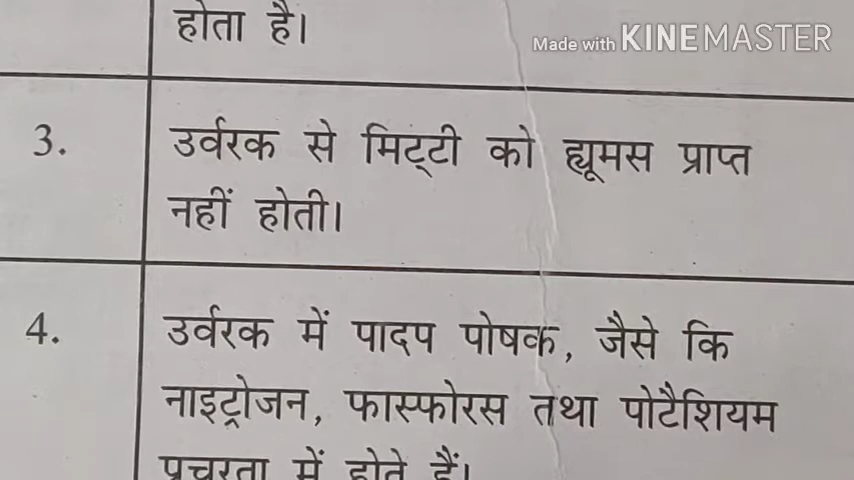 होता है।
Made with KINEMASTER
3.
उर्वरक से मिट्टी को ह्यूमस प्राप्त
नहीं होती।
4.
उर्वरक में पादप पोषक, जैसे कि
नाइट्रोजन, फास्फोरस तथा पोटैशियम
प्रचुरता में होते हैं।